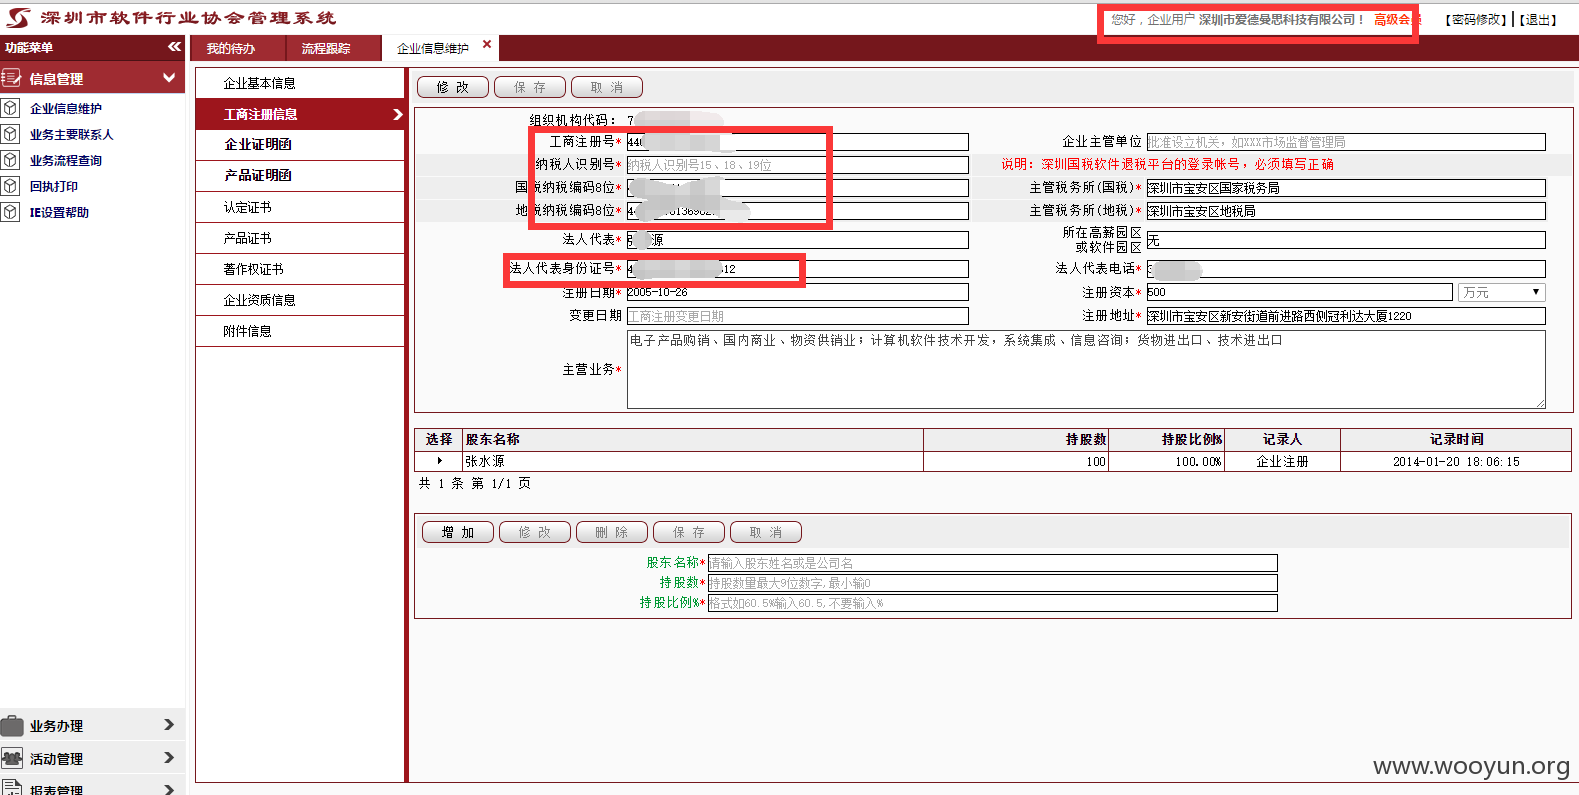 深圳市软件行业协会管理系统
您好，企业用户 深圳市爱德曼思科技有限公司！ 高级会员 【密码修改】 【退出】
功能菜单
我的待办 流程跟踪 企业信息维护
信息管理
企业信息维护
业务主要联系人
业务流程查询
回执打印
IE设置帮助
业务办理
活动管理
报表管理
企业基本信息
工商注册信息
企业证明函
产品证明函
认定证书
产品证书
著作权证书
企业资质信息
附件信息
修 改 保 存 取 消
组织机构代码： 7
工商注册号* 企业主管单位 批准设立机关，如XXX市场监督管理局
纳税人识别号* 纳税人识别号15、18、19位 说明：深圳国税软件退税平台的登录帐号，必须填写正确
国税纳税编码8位* 主管税务所(国税)* 深圳市宝安区国家税务局
地税纳税编码8位* 主管税务所(地税)* 深圳市宝安区地税局
法人代表* 源 所在高薪园区
或软件园区 无
法人代表身份证号* 4 12 法人代表电话*
注册日期* 2005-10-26 注册资本* 500 万元
变更日期 工商注册变更日期 注册地址* 深圳市宝安区新安街道前进路西侧冠利达大厦1220
主营业务* 电子产品购销、国内商业、物资供销业；计算机软件技术开发，系统集成、信息咨询；货物进出口、技术进出口
选择 股东名称 持股数 持股比例% 记录人 记录时间
张水源 100 100.00% 企业注册 2014-01-20 18:06:15
共 1 条 第 1/1 页
增 加 修 改 删 除 保 存 取 消
股东名称* 请输入股东姓名或是公司名
持股数* 持股数量最大9位数字,最小输0
持股比例%* 格式如60.5%输入60.5,不要输入%
www.wooyun.org